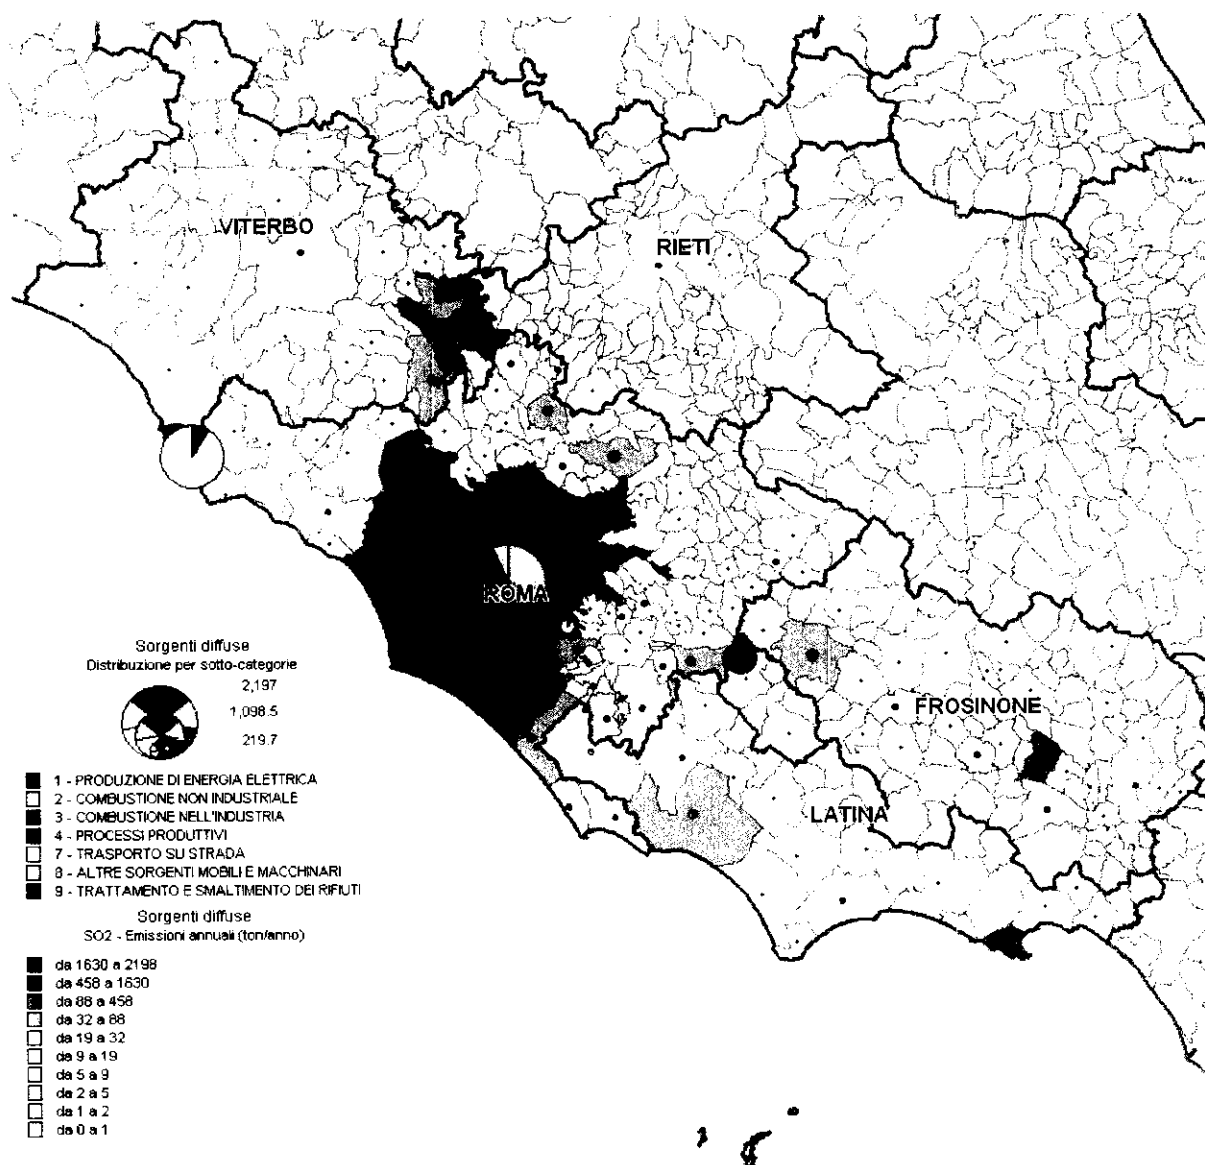 VITERBO
RIETI
ROMA
FROSINONE
LATINA
Sorgenti diffuse
Distribuzione per sotto-categorie
2,197
1,098.5
219.7
1 - PRODUZIONE DI ENERGIA ELETTRICA
2 - COMBUSTIONE NON INDUSTRIALE
3 - COMBUSTIONE NELL'INDUSTRIA
4 - PROCESSI PRODUTTIVI
7 - TRASPORTO SU STRADA
8 - ALTRE SORGENTI MOBILI E MACCHINARI
9 - TRATTAMENTO E SMALTIMENTO DEI RIFIUTI
Sorgenti diffuse
SO2 - Emissioni annuali (ton/anno)
da 1630 a 2198
da 458 a 1630
da 88 a 458
da 32 a 88
da 19 a 32
da 9 a 19
da 5 a 9
da 2 a 5
da 1 a 2
da 0 a 1